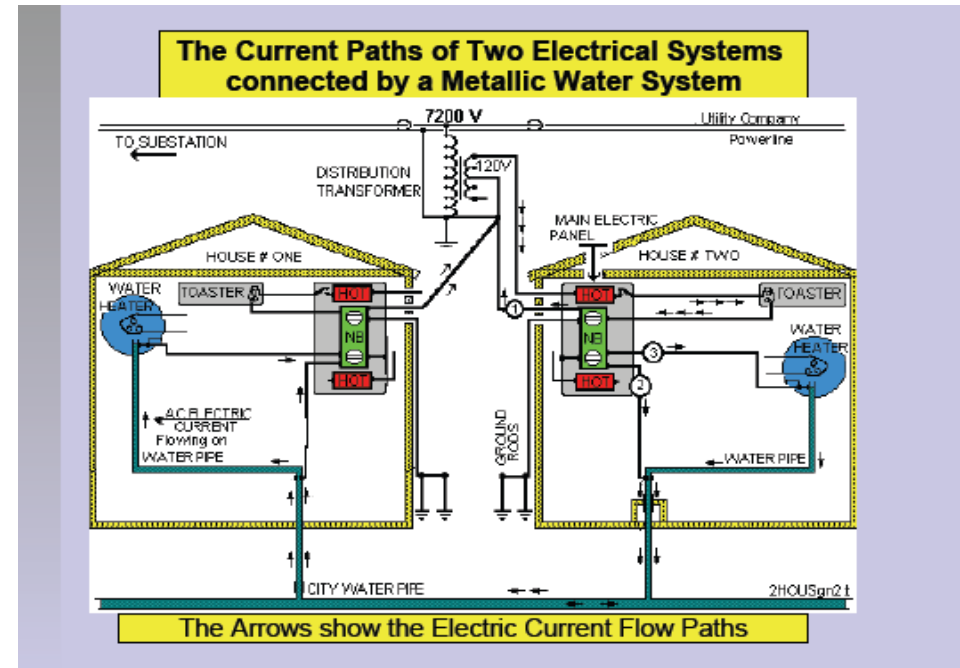 The Current Paths of Two Electrical Systems
connected by a Metallic Water System
7200 V
Utility Company
Powerline
TO SUBSTATION
DISTRIBUTION
TRANSFORMER
120V
MAIN ELECTRIC
PANEL
HOUSE # ONE
HOUSE # TWO
WATER
HEATER
TOASTER
HOT
NB
HOT
1
HOT
NB
HOT
TOASTER
WATER
HEATER
3
2
AC ELECTRIC
CURRENT
Flowing on
WATER PIPE
GROUND
RODS
WATER PIPE
CITY WATER PIPE
2HOUSgn2 t
The Arrows show the Electric Current Flow Paths